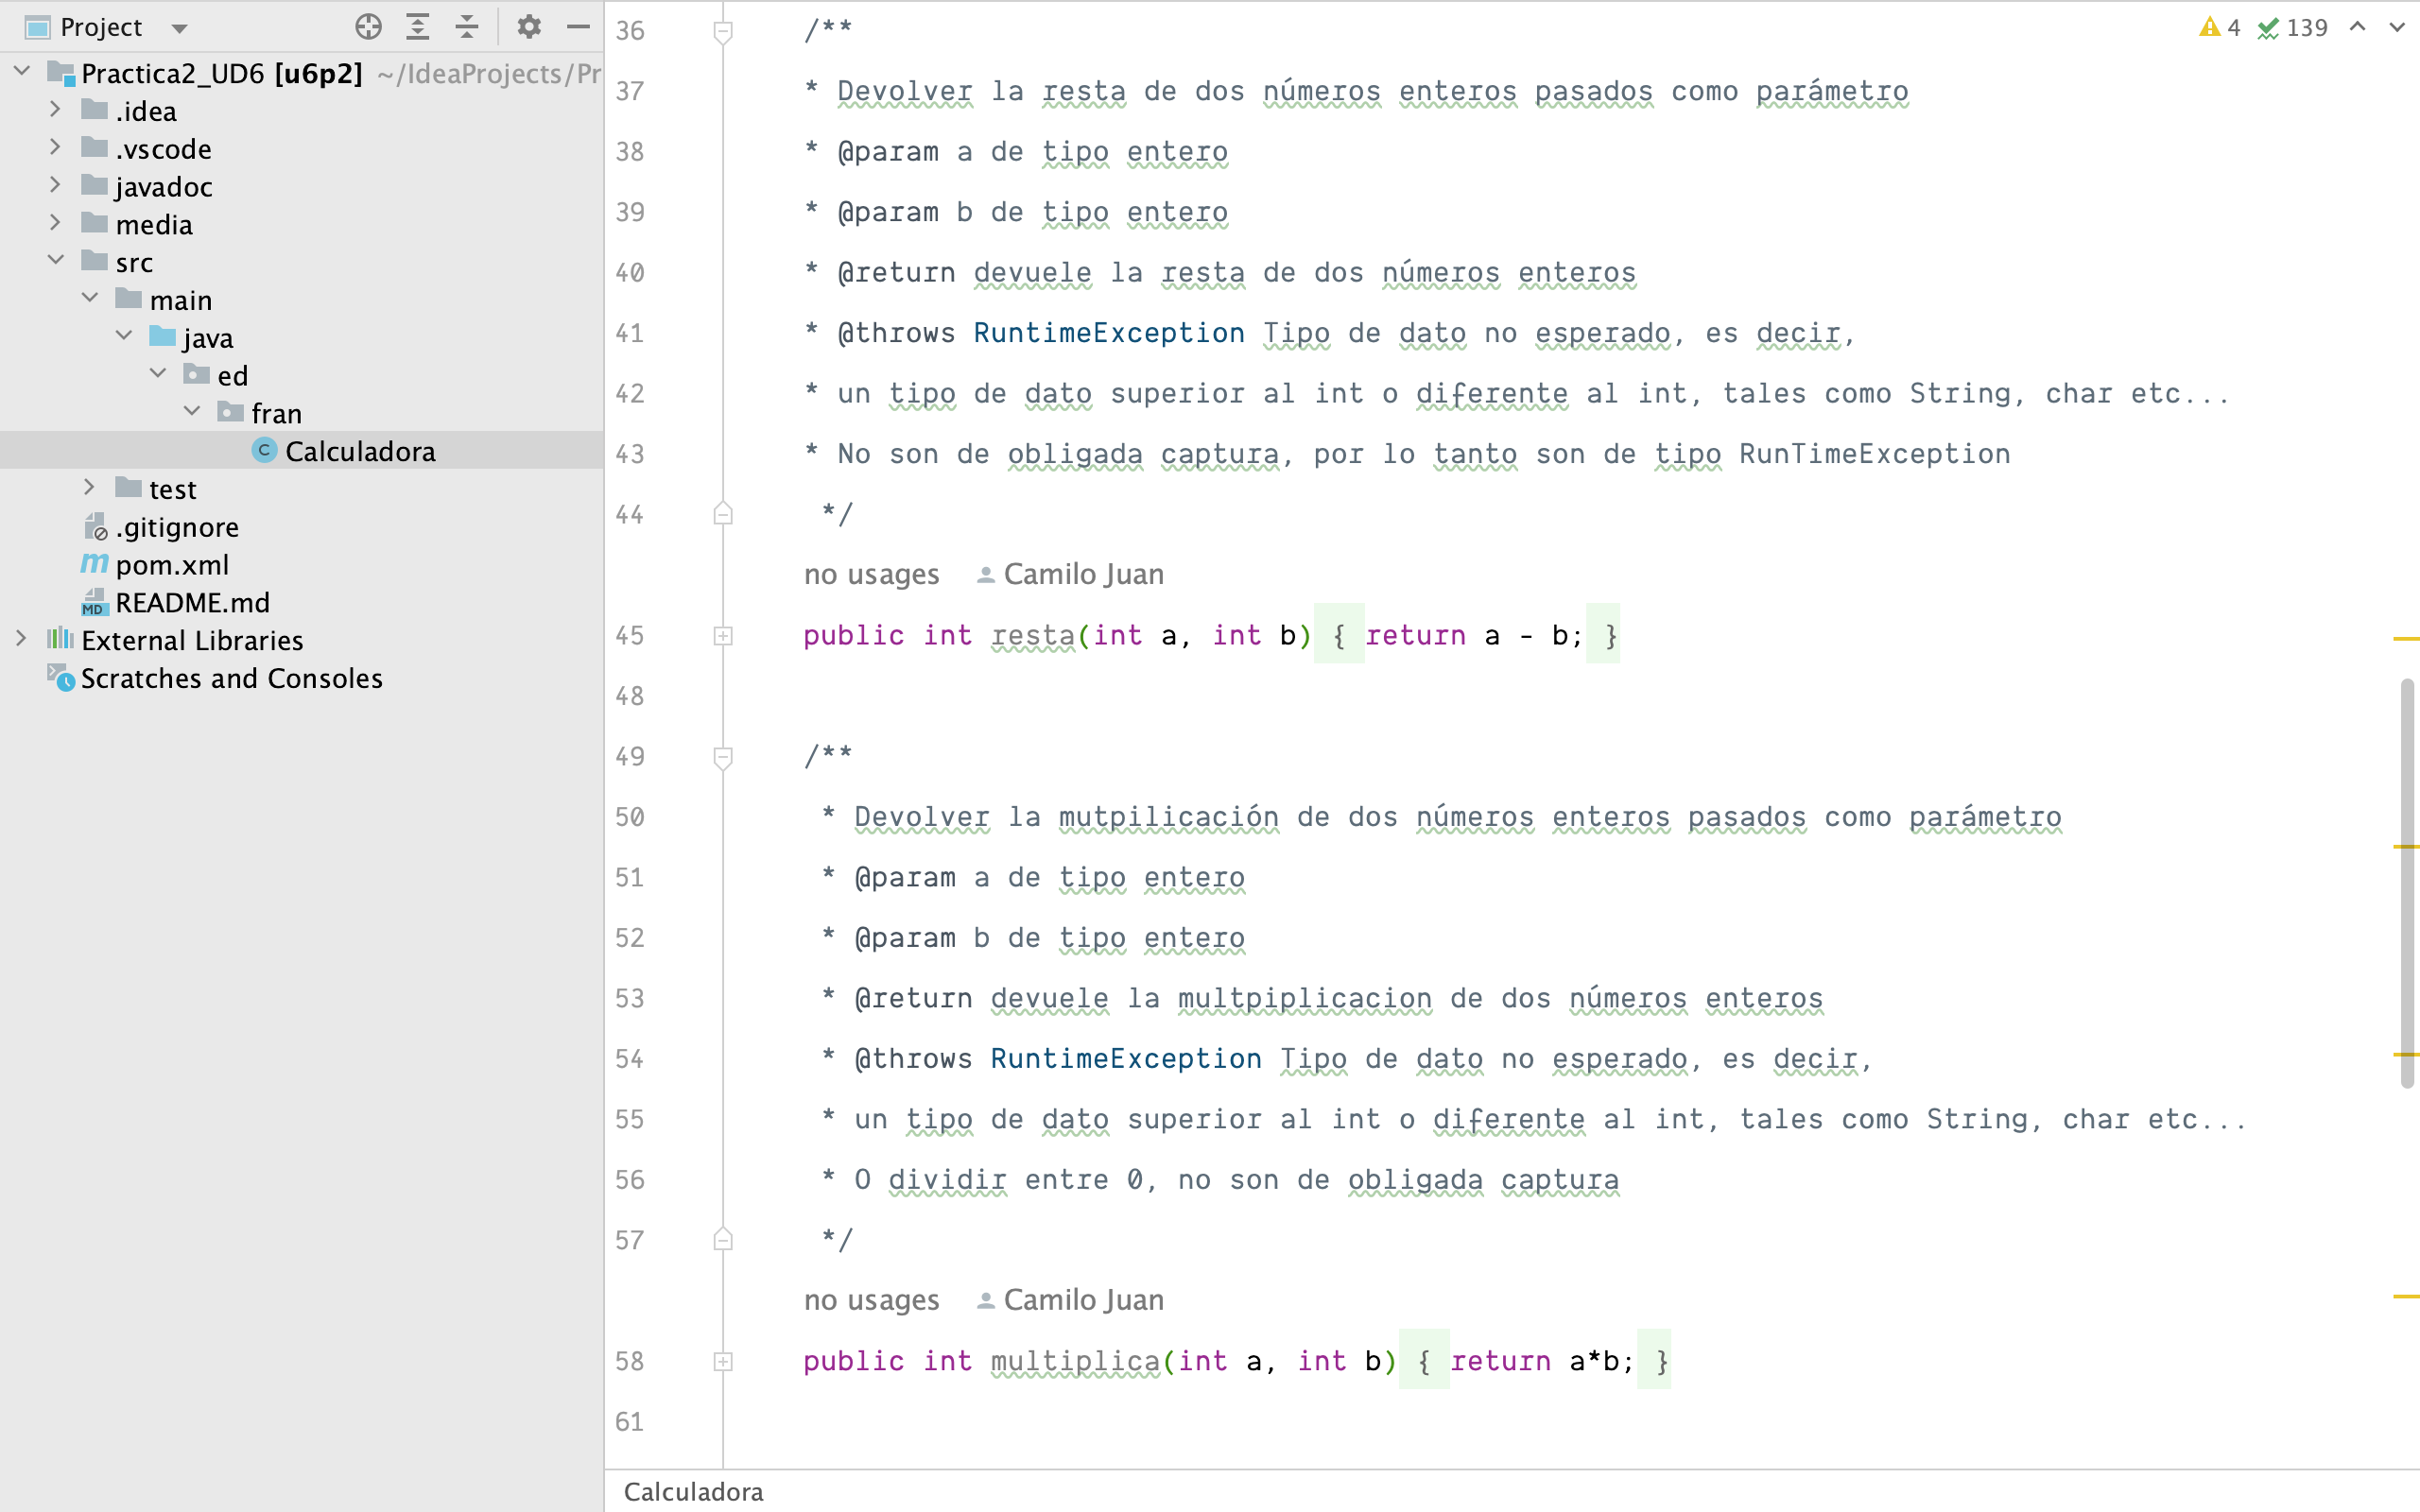 Project
Practica2_UD6 [u6p2] ~/IdeaProjects/Pr
.idea
.vscode
javadoc
media
src
main
java
ed
fran
Calculadora
test
.gitignore
pom.xml
README.md
External Libraries
Scratches and Consoles
4 139
36 /**
37 * Devolver la resta de dos números enteros pasados como parámetro
38 * @param a de tipo entero
39 * @param b de tipo entero
40 * @return devuele la resta de dos números enteros
41 * @throws RuntimeException Tipo de dato no esperado, es decir,
42 * un tipo de dato superior al int o diferente al int, tales como String, char etc...
43 * No son de obligada captura, por lo tanto son de tipo RunTimeException
44 */
no usages Camilo Juan
45 public int resta(int a, int b) { return a - b; }
48
49 /**
50 * Devolver la mutpilicación de dos números enteros pasados como parámetro
51 * @param a de tipo entero
52 * @param b de tipo entero
53 * @return devuele la multpiplicacion de dos números enteros
54 * @throws RuntimeException Tipo de dato no esperado, es decir,
55 * un tipo de dato superior al int o diferente al int, tales como String, char etc...
56 * O dividir entre 0, no son de obligada captura
57 */
no usages Camilo Juan
58 public int multiplica(int a, int b) { return a*b; }
61
Calculadora